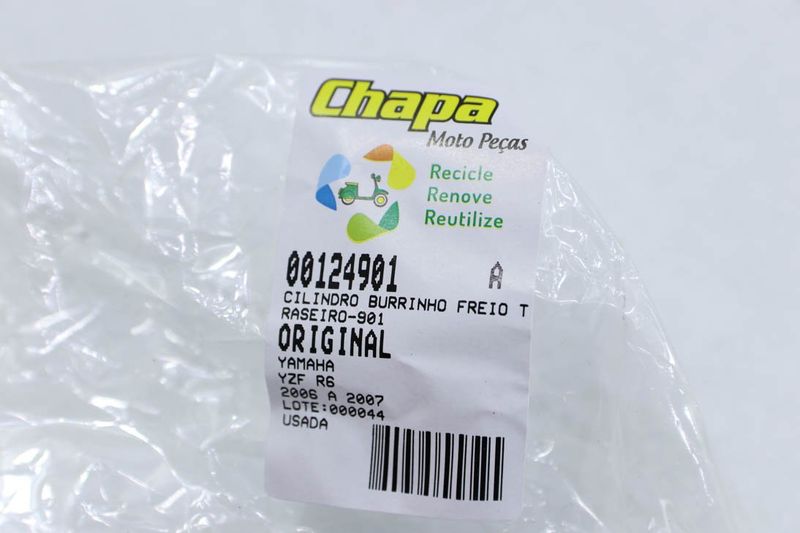 Chapa
Moto Peças
Recicle
Renove
Reutilize
00124901 A
CILINDRO BURRINHO FREIO T
RASEIRO-901
ORIGINAL
YAMAHA
YZF R6
2006 A 2007
LOTE:000044
USADA